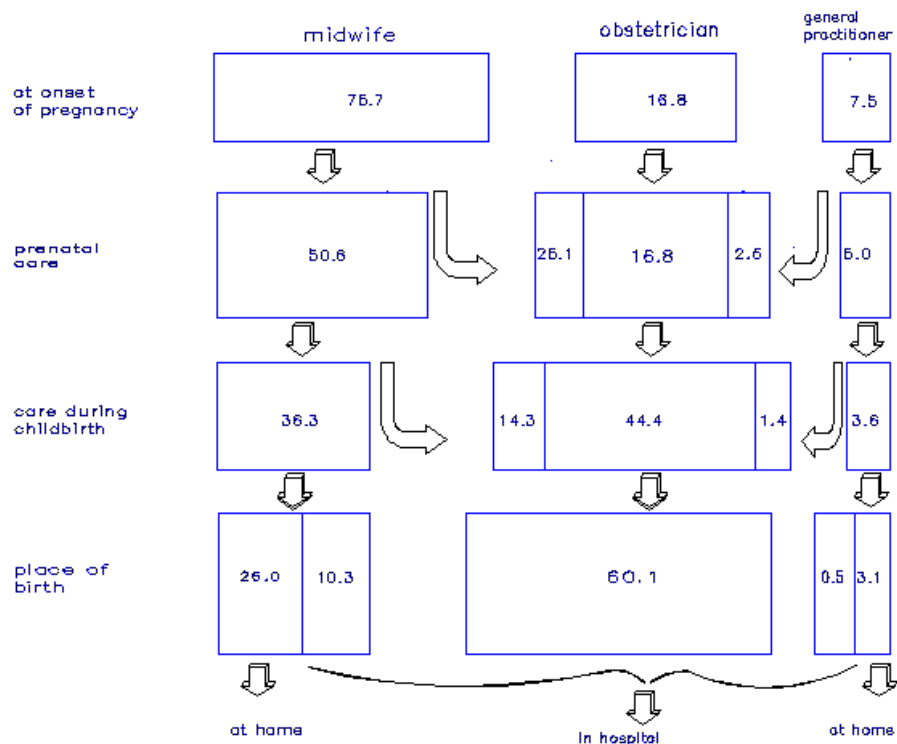 midwife
obstetrician
general
practitioner
at onset
of pregnancy
75.7
16.8
7.5
prenatal
care
50.6
25.1
16.8
2.5
5.0
care during
childbirth
36.3
14.3
44.4
1.4
3.6
place of
birth
26.0
10.3
60.1
0.5
3.1
at home
In hospital
at home